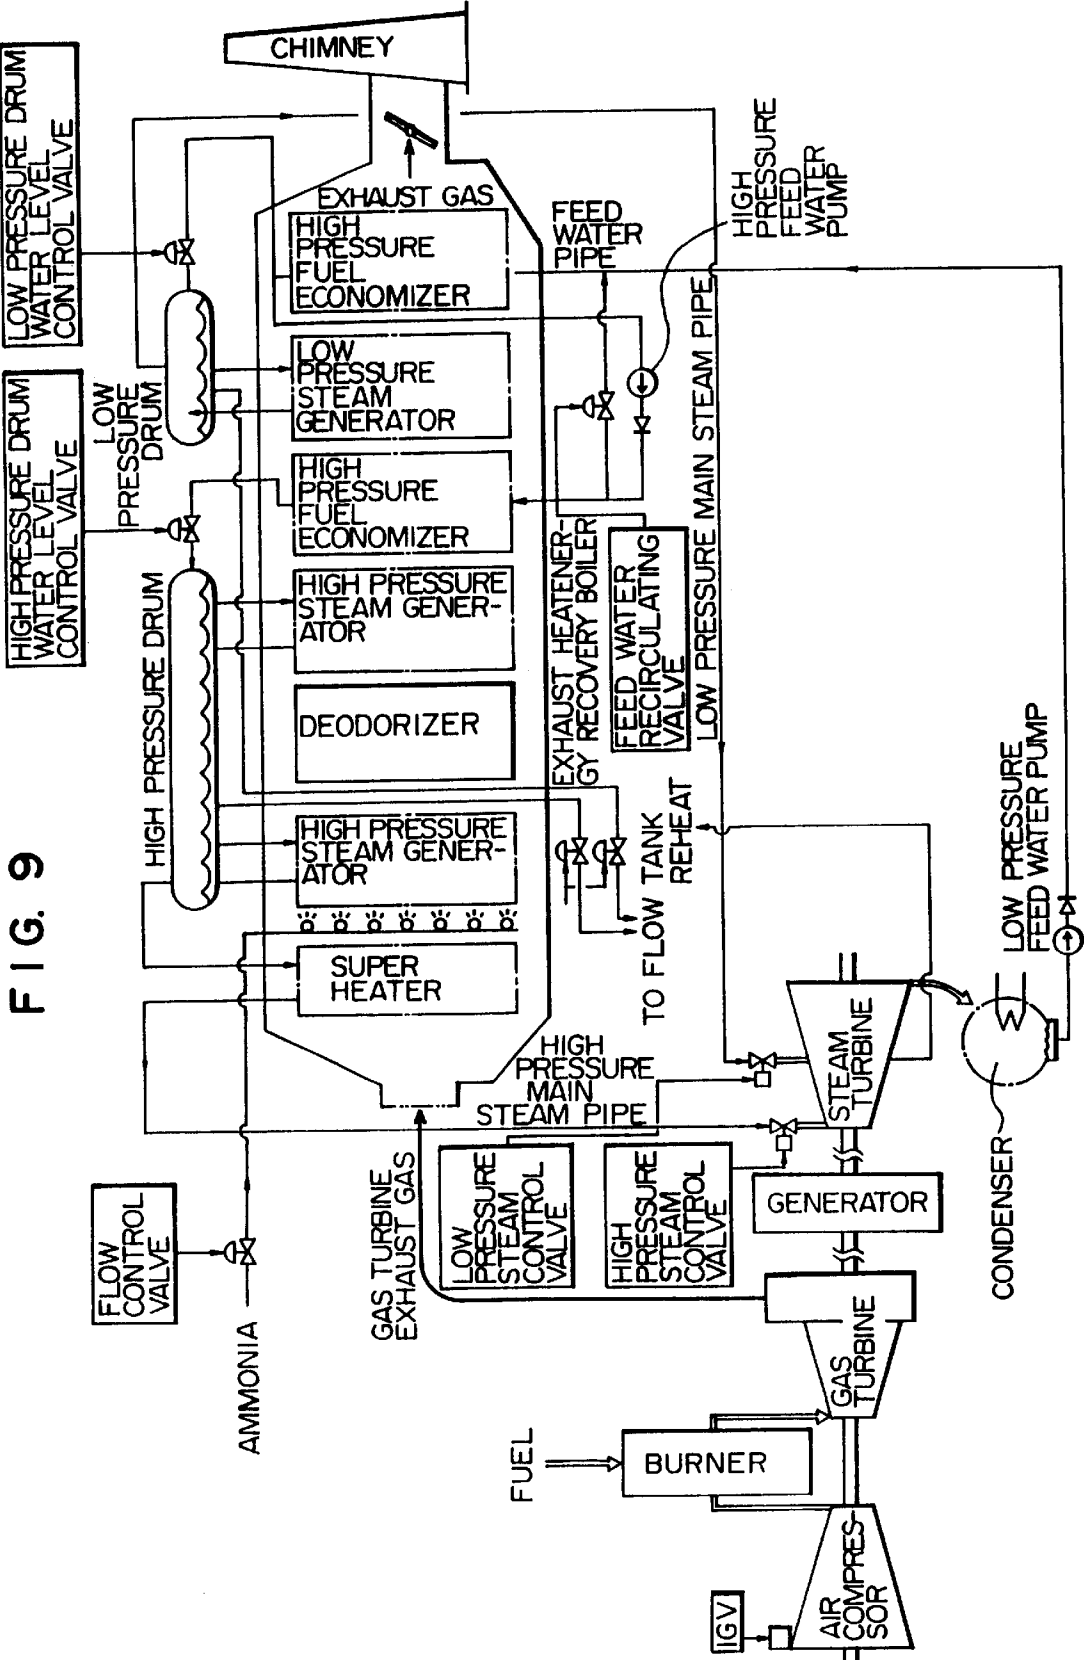 FIG. 9
CHIMNEY
LOW PRESSURE DRUM
WATER LEVEL
CONTROL VALVE
HIGH PRESSURE DRUM
WATER LEVEL
CONTROL VALVE
LOW
PRESSURE
DRUM
HIGH PRESSURE DRUM
EXHAUST GAS
HIGH
PRESSURE
FUEL
ECONOMIZER
LOW
PRESSURE
STEAM
GENERATOR
HIGH
PRESSURE
FUEL
ECONOMIZER
HIGH PRESSURE
STEAM GENER-
ATOR
DEODORIZER
HIGH PRESSURE
STEAM GENER-
ATOR
SUPER
HEATER
FEED
WATER
PIPE
HIGH
PRESSURE
FEED
WATER
PUMP
EXHAUST HEATENER-
GY RECOVERY BOILER
FEED WATER
RECIRCULATING
VALVE
LOW PRESSURE MAIN STEAM PIPE
TO FLOW TANK
REHEAT
LOW PRESSURE
FEED WATER PUMP
HIGH
PRESSURE
MAIN
STEAM PIPE
STEAM
TURBINE
CONDENSER
GAS TURBINE
EXHAUST GAS
LOW
PRESSURE
STEAM
CONTROL
VALVE
HIGH
PRESSURE
STEAM
CONTROL
VALVE
GENERATOR
FLOW
CONTROL
VALVE
AMMONIA
GAS
TURBINE
FUEL
BURNER
AIR
COMPRES-
SOR
IGV